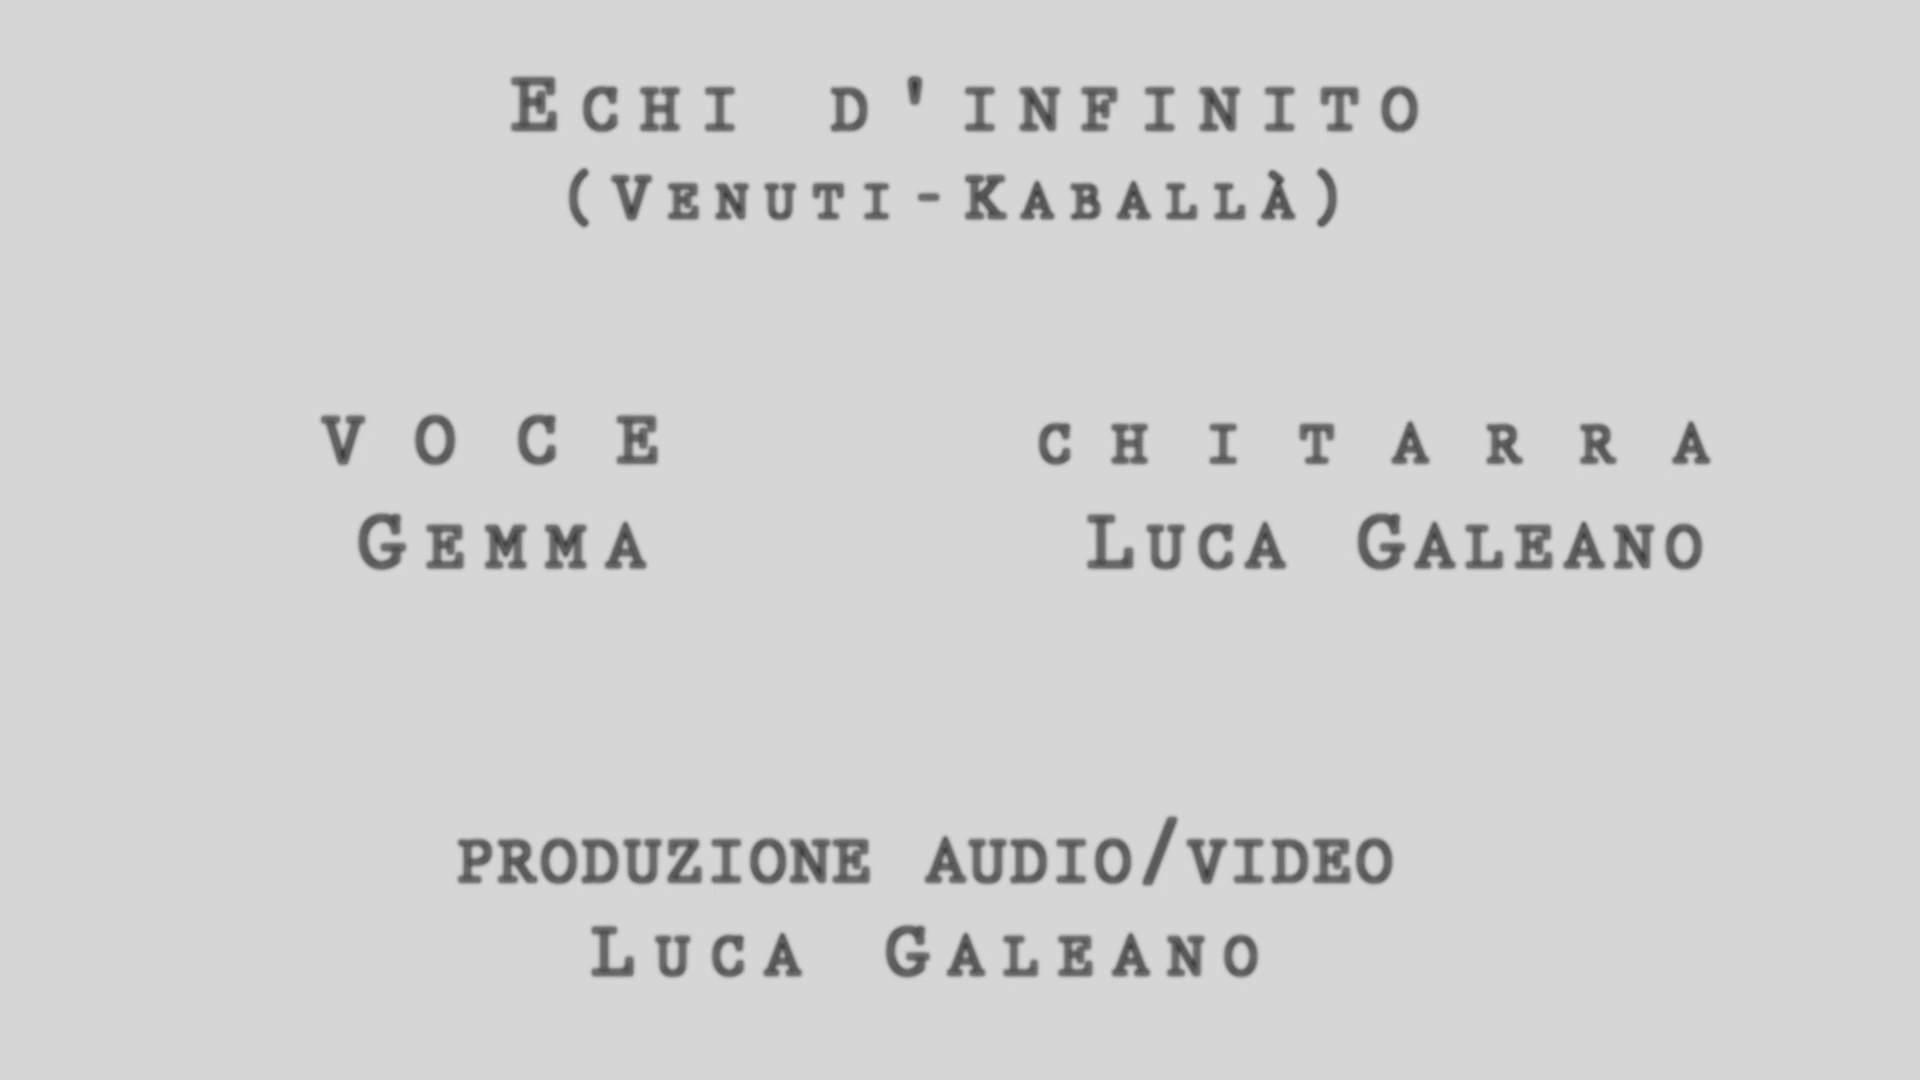 Echi d'infinito
(Venuti-Kaballà)
VOCE
Gemma
chitarra
Luca Galeano
produzione audio/video
Luca Galeano